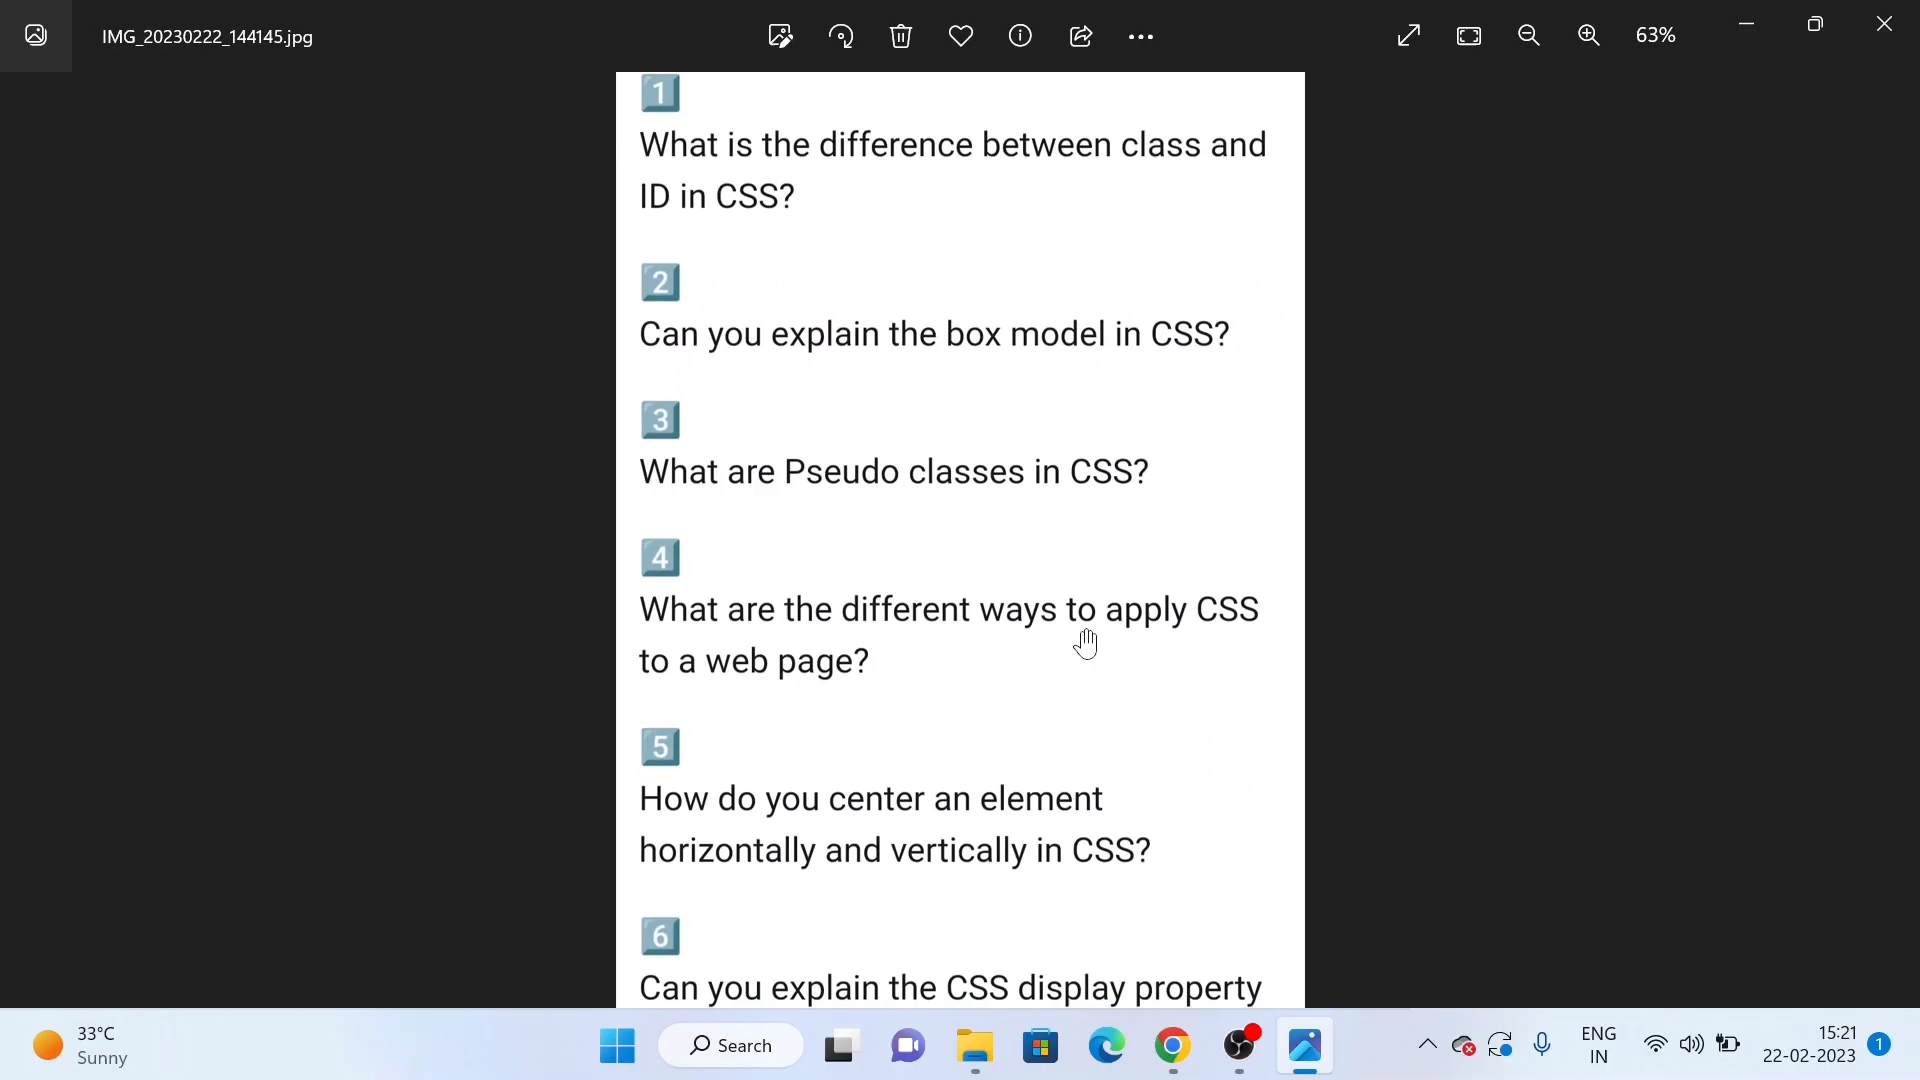 IMG_20230222_144145.jpg
63%
1
What is the difference between class and
ID in CSS?
2
Can you explain the box model in CSS?
3
What are Pseudo classes in CSS?
4
What are the different ways to apply CSS
to a web page?
5
How do you center an element
horizontally and vertically in CSS?
6
Can you explain the CSS display property
33°C
Sunny
Search
ENG
IN
15:21
22-02-2023
1